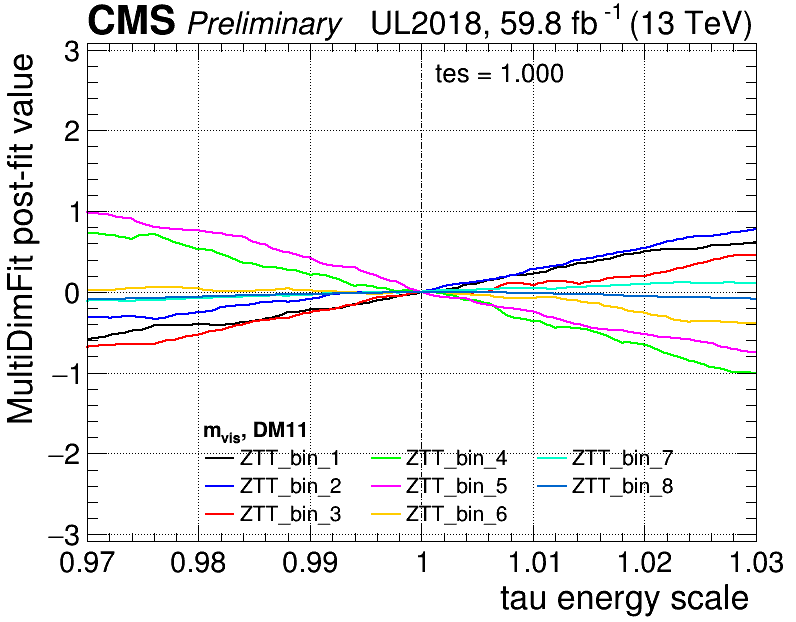 CMS Preliminary UL2018, 59.8 fb⁻¹ (13 TeV)
MultiDimFit post-fit value
3
2
1
0
−1
−2
−3
tes = 1.000
m_vis, DM11
ZTT_bin_1 ZTT_bin_4 ZTT_bin_7
ZTT_bin_2 ZTT_bin_5 ZTT_bin_8
ZTT_bin_3 ZTT_bin_6
0.97 0.98 0.99 1 1.01 1.02 1.03
tau energy scale